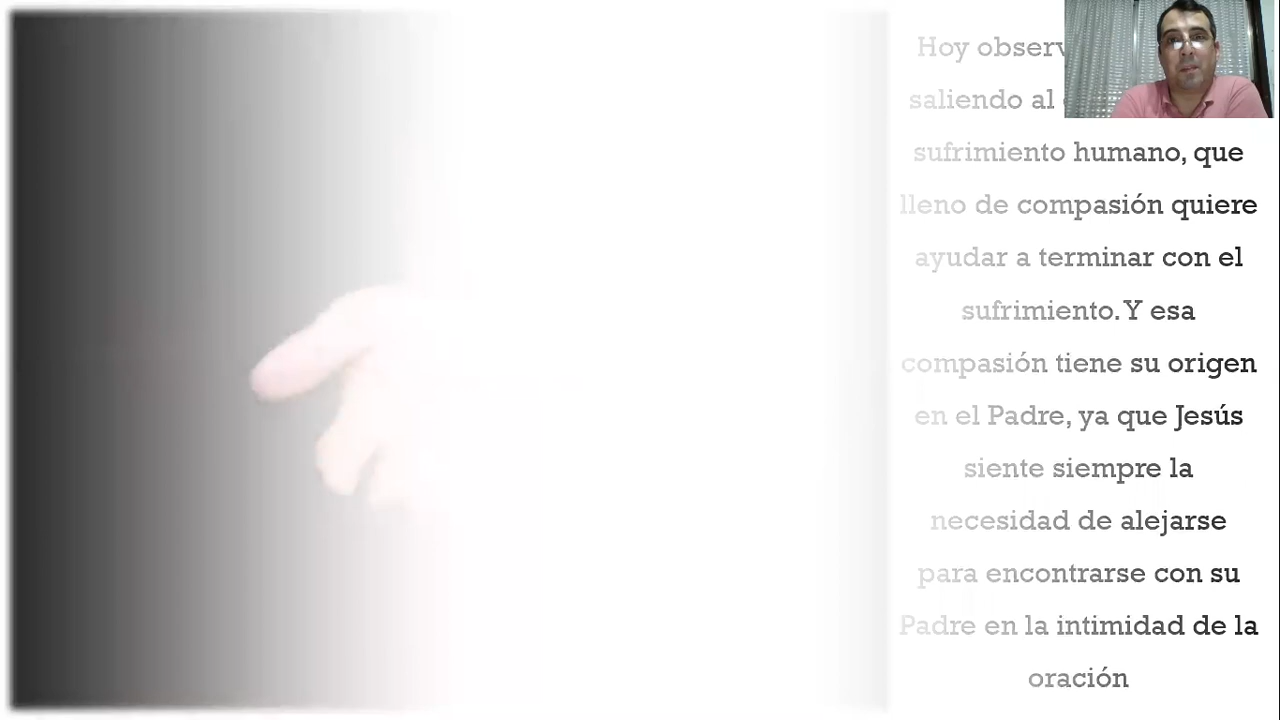 Hoy
saliendo al
sufrimiento humano, que
lleno de compasión quiere
ayudar a terminar con el
sufrimiento. Y esa
compasión tiene su origen
en el Padre, ya que Jesús
siente siempre la
necesidad de alejarse
para encontrarse con su
Padre en la intimidad de la
oración